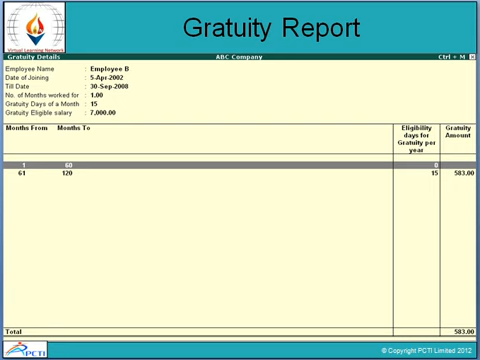 Gratuity Report
Virtual Learning Network
Gratuity Details ABC Company Ctrl + M
Employee Name : Employee B
Date of Joining : 5-Apr-2002
Till Date : 30-Sep-2008
No. of Months worked for : 1.00
Gratuity Days of a Month : 15
Gratuity Eligible salary : 7,000.00
Months From Months To Eligibility days for Gratuity per year Gratuity Amount
1 60 0
61 120 15 583.00
Total 583.00
PCTI © Copyright PCTI Limited 2012